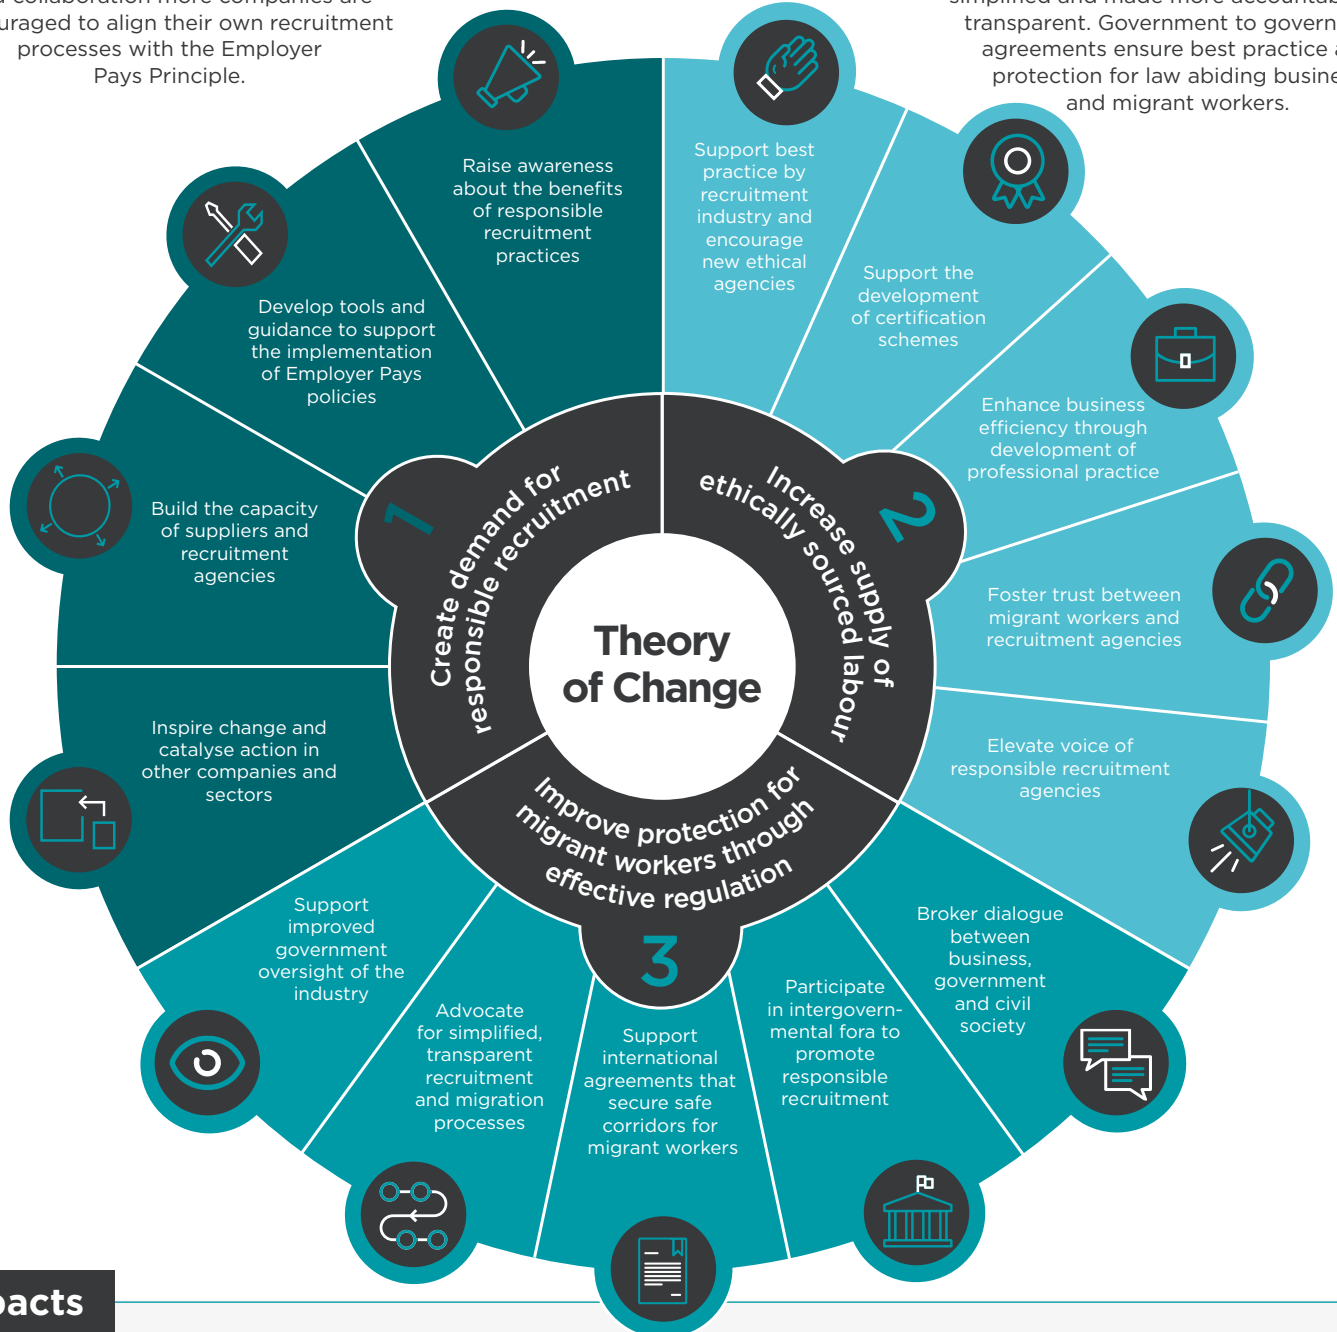 collaboration more companies are
to align their own recruitment
processes with the Employer
Pays Principle.
simplified and made more
transparent. Government to
agreements ensure best practice
protection for law abiding
and migrant workers.
Raise awareness
about the benefits
of responsible
recruitment
practices
Support best
practice by
recruitment
industry and
encourage
new ethical
agencies
Support the
development
of certification
schemes
Enhance business
efficiency through
development of
professional practice
Foster trust between
migrant workers and
recruitment agencies
Elevate voice of
responsible recruitment
agencies
Broker dialogue
between
business,
government
and civil
society
Participate
in intergovern-
mental fora to
promote
responsible
recruitment
Support
international
agreements that
secure safe
corridors for
migrant workers
Advocate
for simplified,
transparent
recruitment
and migration
processes
Support
improved
government
oversight of the
industry
Inspire change and
catalyse action in
other companies and
sectors
Build the capacity
of suppliers and
recruitment
agencies
Develop tools and
guidance to support
the implementation
of Employer Pays
policies
1
Create demand for
responsible recruitment
2
Increase supply of
ethically sourced labour
Theory
of Change
Improve protection for
migrant workers through
effective regulation
3